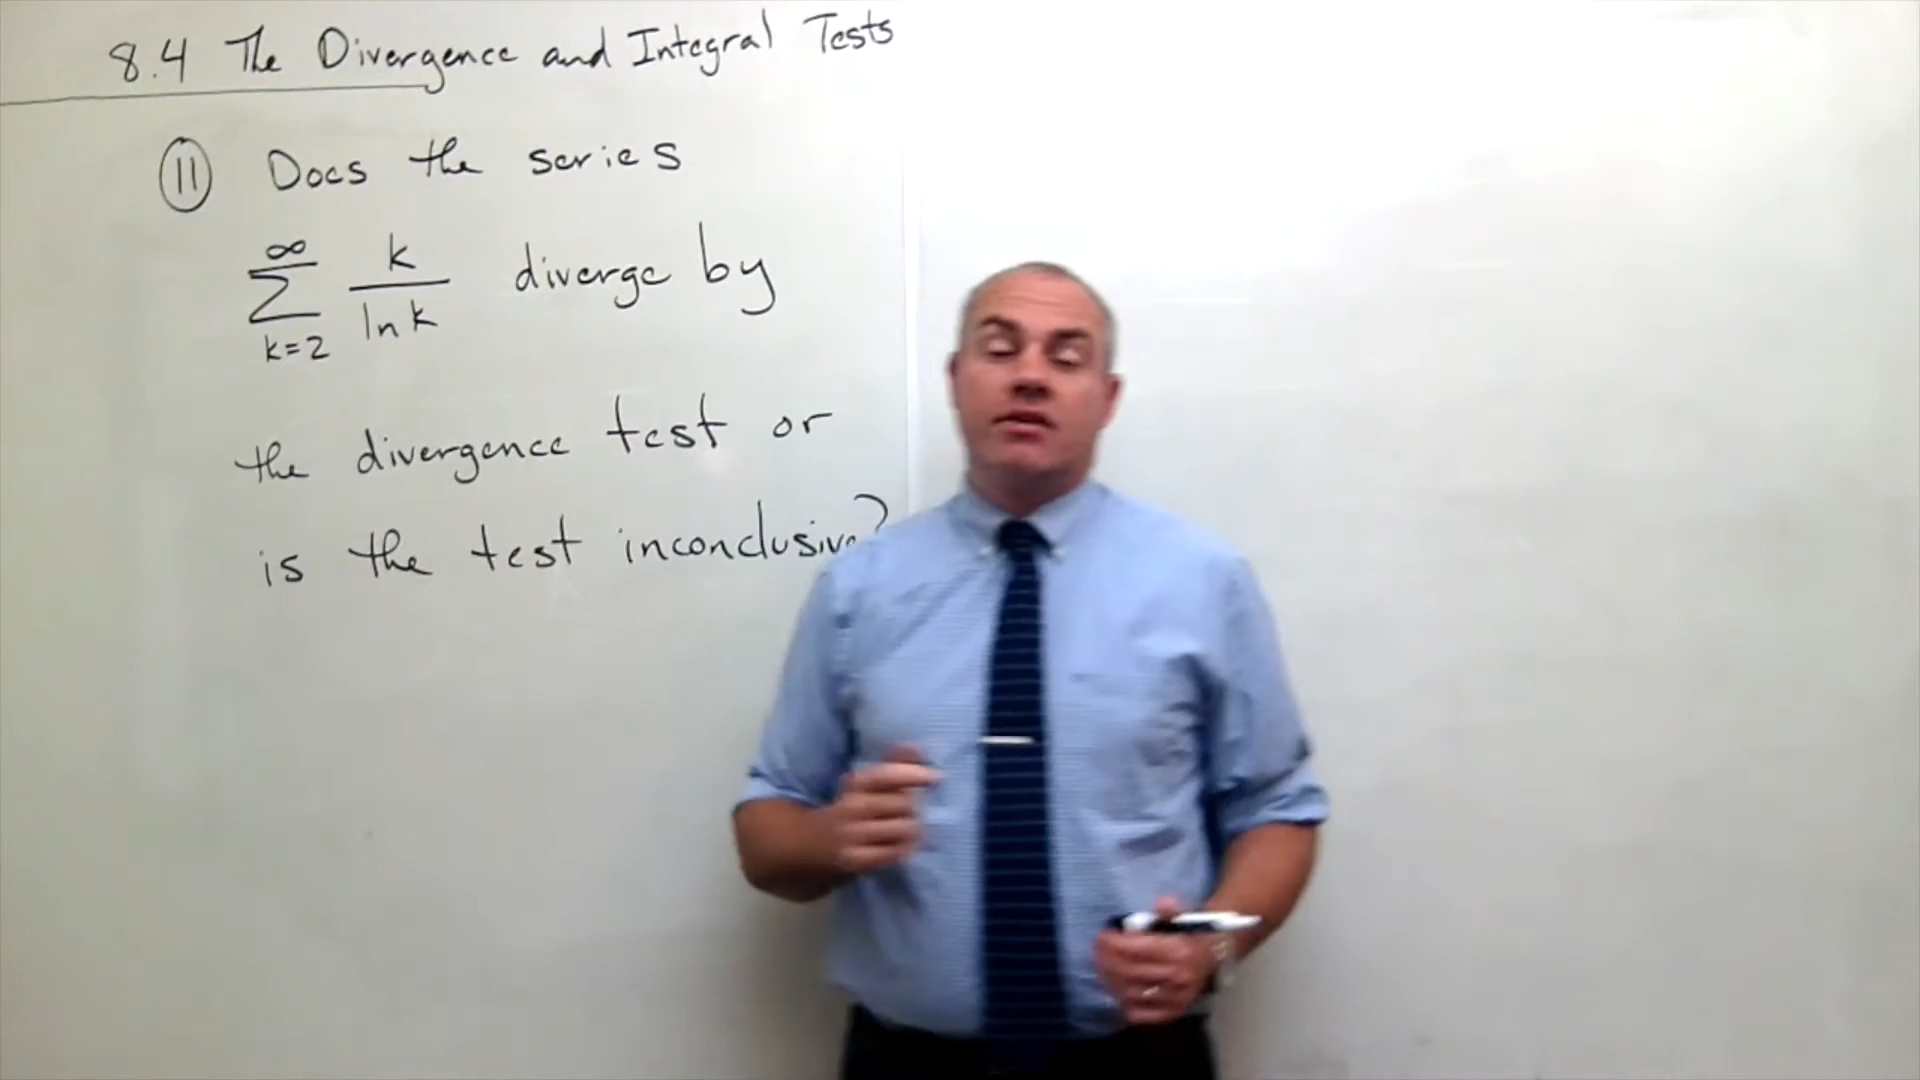 8.4 The Divergence and Integral Tests
11 Does the series
∞
∑ k/ln k diverge by
k=2
the divergence test or
is the test inconclusive?